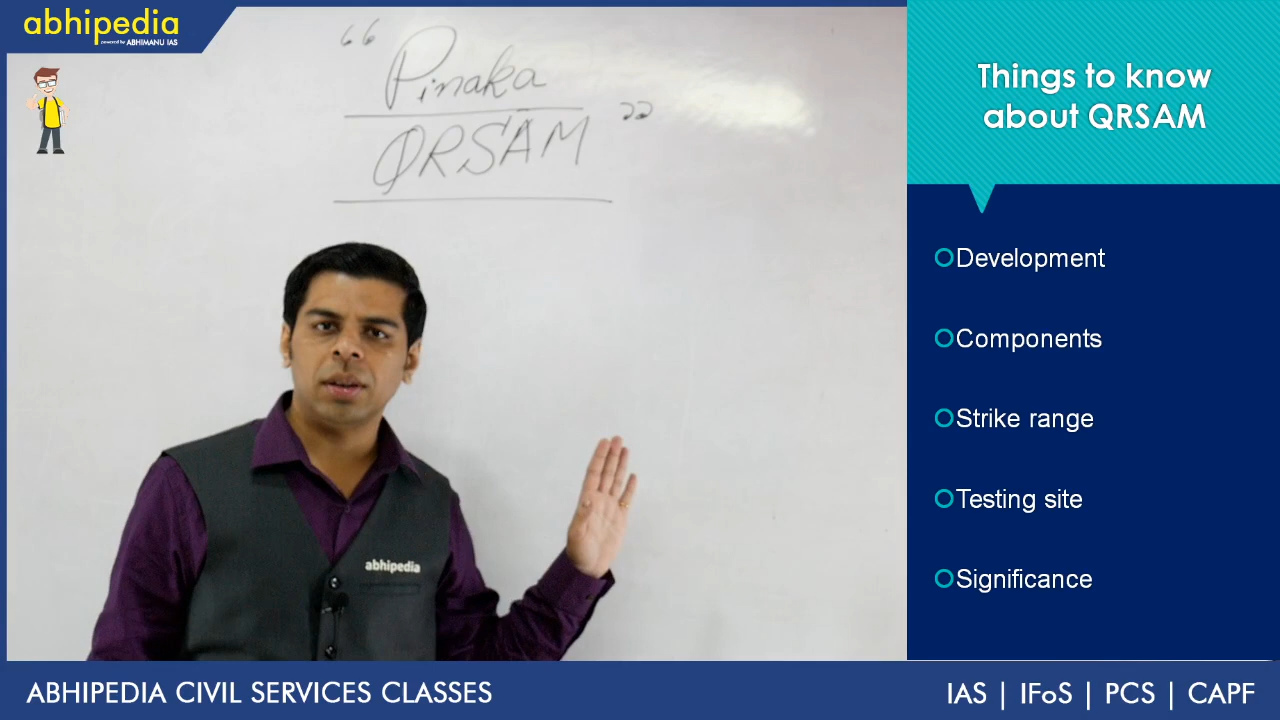 abhipedia
powered by ABHIMANU IAS
“ Pinaka
QRSAM ”
abhipedia
Things to know
about QRSAM
Development
Components
Strike range
Testing site
Significance
ABHIPEDIA CIVIL SERVICES CLASSES
IAS | IFoS | PCS | CAPF